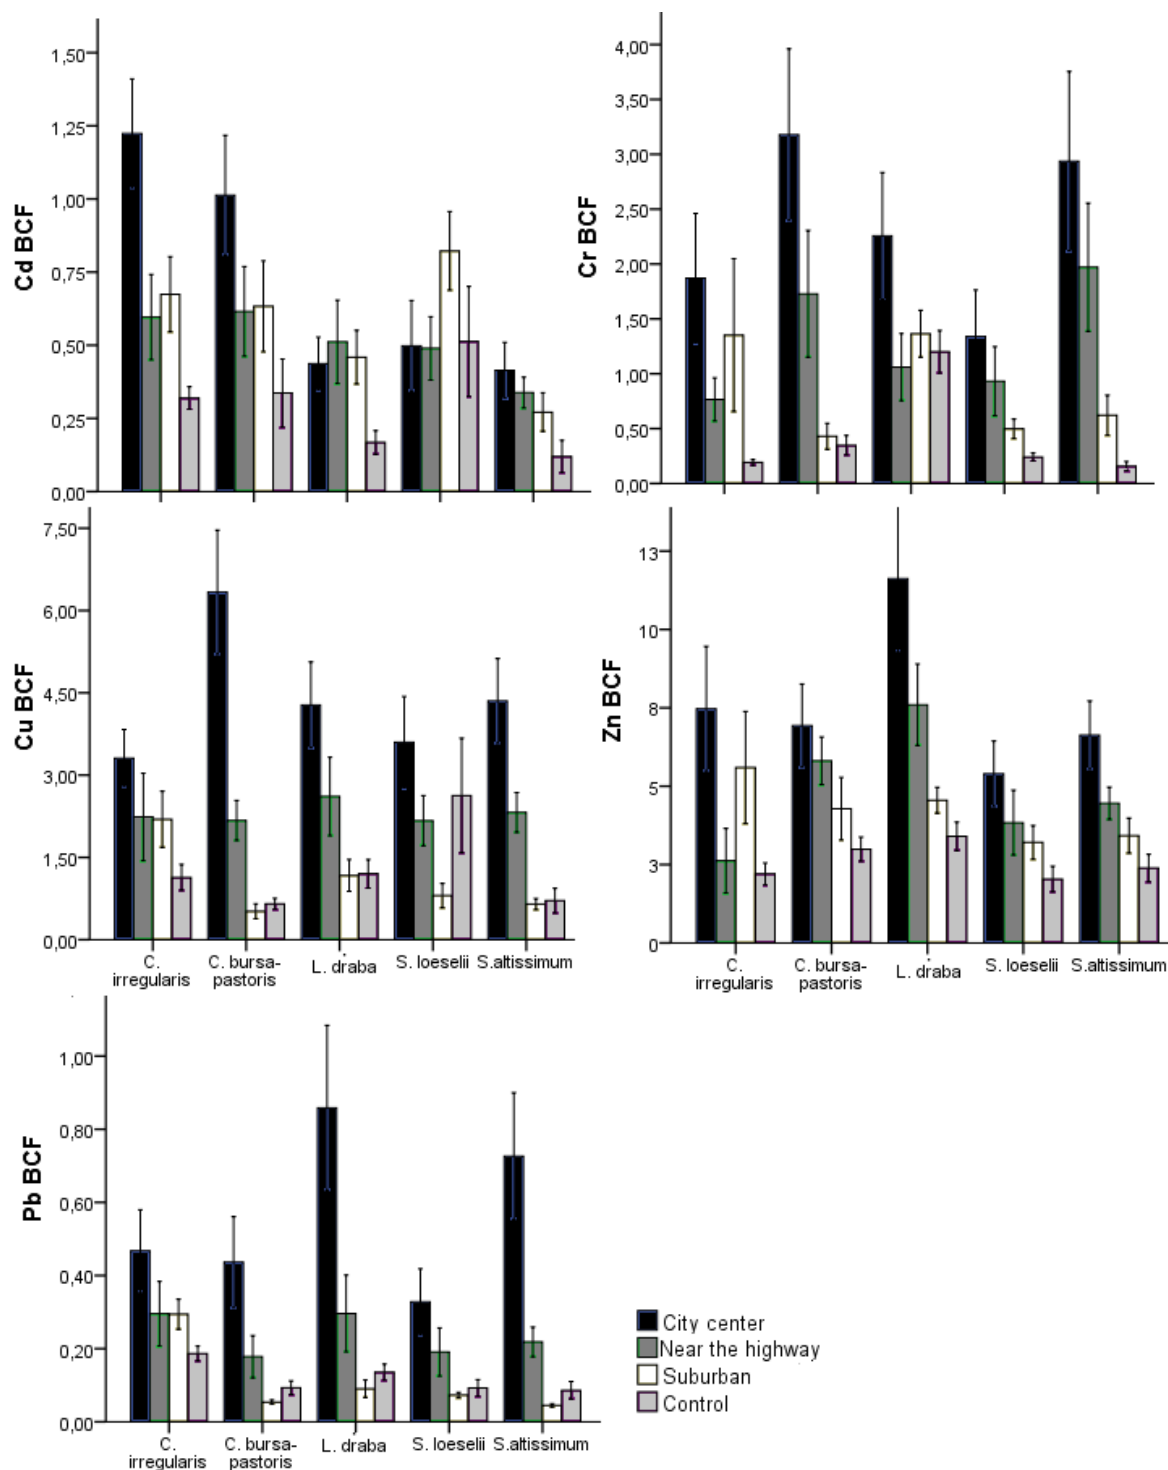 Cd BCF
1,50
1,25
1,00
0,75
0,50
0,25
0,00
Cr BCF
4,00
3,50
3,00
2,50
2,00
1,50
1,00
0,50
0,00
Cu BCF
7,50
6,00
4,50
3,00
1,50
0,00
C.
irregularis
C. bursa-
pastoris
L. draba
S. loeselii
S.altissimum
Zn BCF
13
10
8
5
3
0
C.
irregularis
C. bursa-
pastoris
L. draba
S. loeselii
S.altissimum
Pb BCF
1,00
0,80
0,60
0,40
0,20
0,00
C.
irregularis
C. bursa-
pastoris
L. draba
S. loeselii
S.altissimum
City center
Near the highway
Suburban
Control